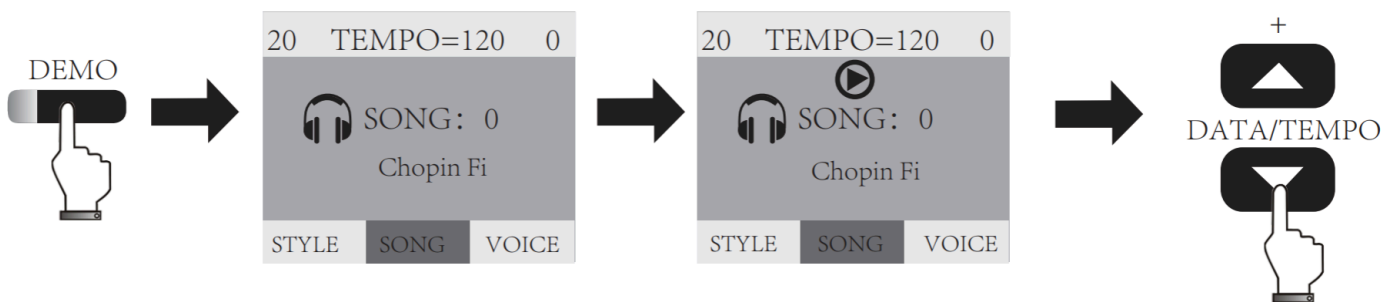 DEMO
20 TEMPO=120 0
SONG: 0
Chopin Fi
STYLE SONG VOICE
20 TEMPO=120 0
SONG: 0
Chopin Fi
STYLE SONG VOICE
+
DATA/TEMPO